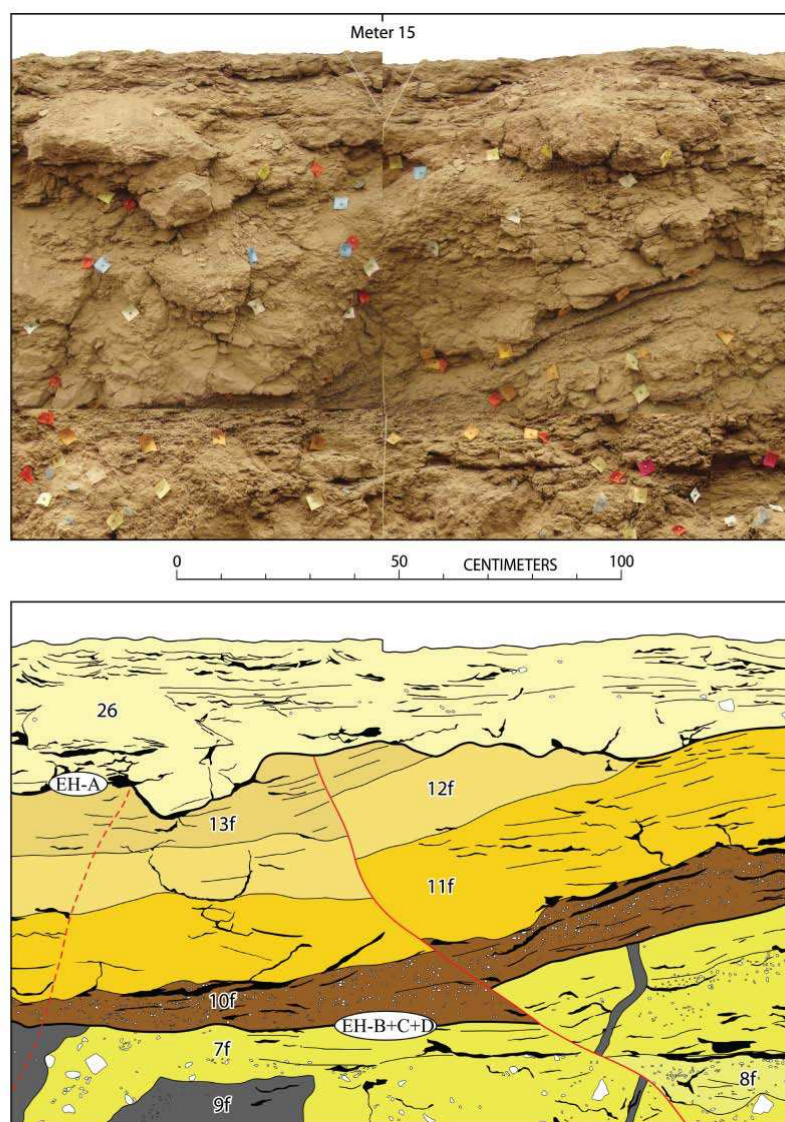 Meter 15
0 50 CENTIMETERS 100
26
EH-A
12f
13f
11f
10f
EH-B+C+D
7f
8f
9f